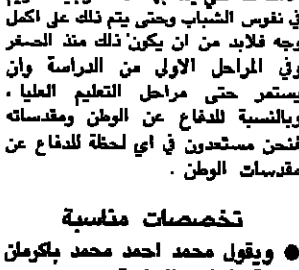 في نفوس الشباب وحتى يتم ذلك على اكمل
وجه فلابد من ان يكون ذلك منذ الصغر
وفي المراحل الاولى من الدراسة وان
يستمر حتى مراحل التعليم العليا .
وبالنسبة للدفاع عن الوطن ومقدساته
فنحن مستعدون في اي لحظة للدفاع عن
مقدسات الوطن .
تخصصات مناسبة
● ويقول محمد احمد محمد باكرمان